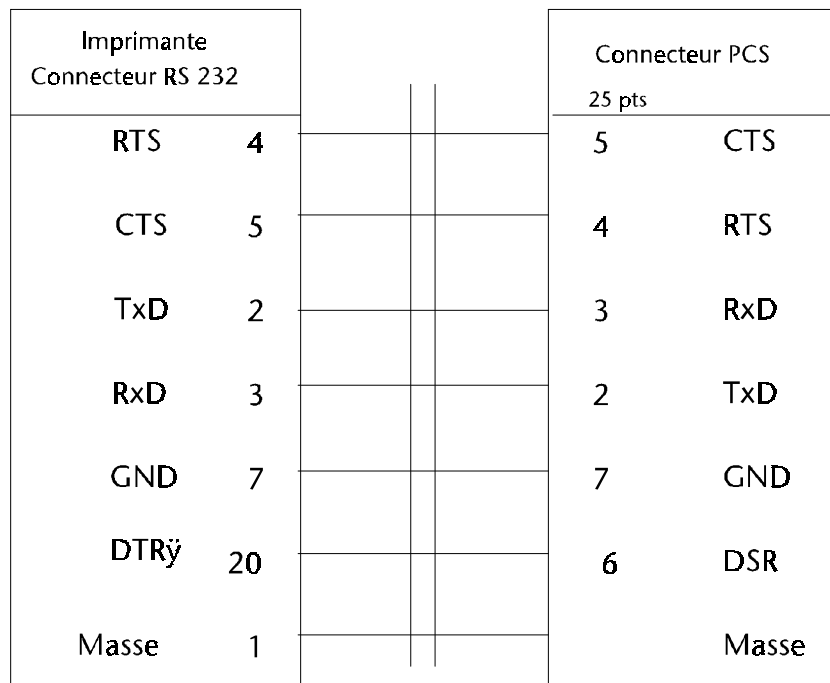 Imprimante
Connecteur RS 232
Connecteur PCS
25 pts
RTS 4 5 CTS
CTS 5 4 RTS
TxD 2 3 RxD
RxD 3 2 TxD
GND 7 7 GND
DTRÿ 20 6 DSR
Masse 1 Masse